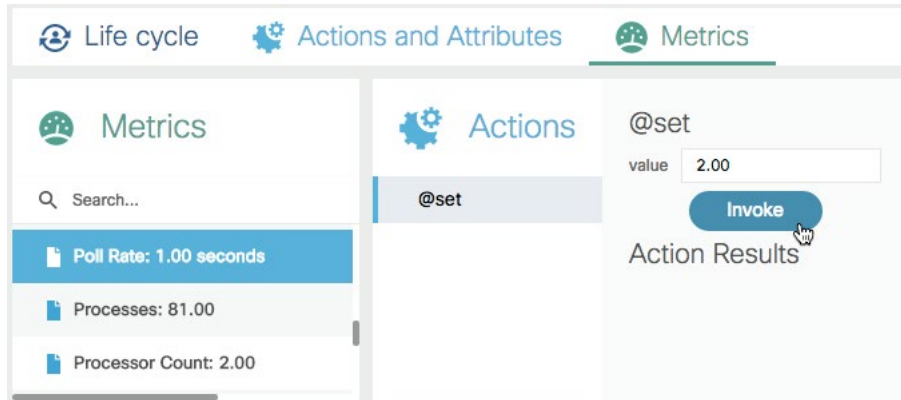 Life cycle
Actions and Attributes
Metrics
Metrics
Search...
Poll Rate: 1.00 seconds
Processes: 81.00
Processor Count: 2.00
Actions
@set
@set
value 2.00
Invoke
Action Results